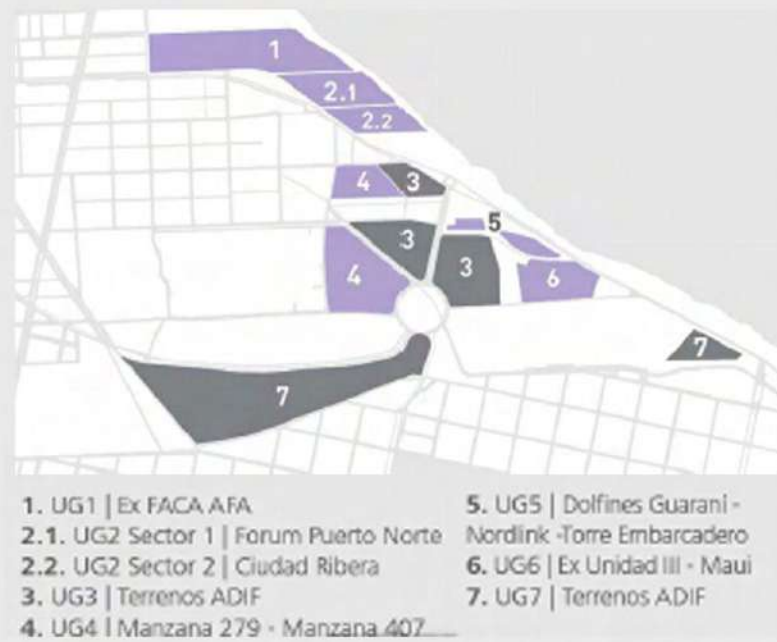 1
2.1
2.2
4 3
5
3
4 3 6
7
7
1. UG1 | Ex FACA AFA
2.1. UG2 Sector 1 | Forum Puerto Norte
2.2. UG2 Sector 2 | Ciudad Ribera
3. UG3 | Terrenos ADIF
4. UG4 | Manzana 279 - Manzana 407
5. UG5 | Dolfines Guaraní -
Nordlink -Torre Embarcadero
6. UG6 | Ex Unidad III - Maui
7. UG7 | Terrenos ADIF